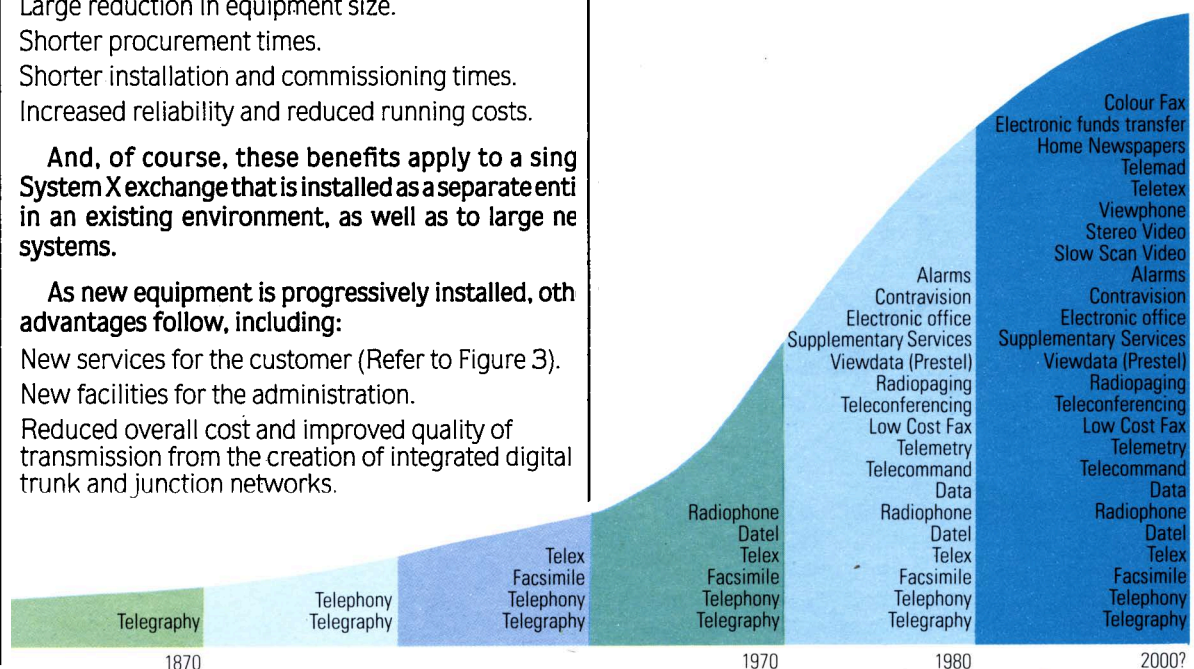 Large reduction in equipment size.
Shorter procurement times.
Shorter installation and commissioning times.
Increased reliability and reduced running costs.
And, of course, these benefits apply to a sing
System X exchange that is installed as a separate enti
in an existing environment, as well as to large ne
systems.
As new equipment is progressively installed, oth
advantages follow, including:
New services for the customer (Refer to Figure 3).
New facilities for the administration.
Reduced overall cost and improved quality of
transmission from the creation of integrated digital
trunk and junction networks.
Telegraphy
Telephony
Telegraphy
Telex
Facsimile
Telephony
Telegraphy
Radiophone
Datel
Telex
Facsimile
Telephony
Telegraphy
Alarms
Contravision
Electronic office
Supplementary Services
Viewdata (Prestel)
Radiopaging
Teleconferencing
Low Cost Fax
Telemetry
Telecommand
Data
Radiophone
Datel
Telex
Facsimile
Telephony
Telegraphy
Colour Fax
Electronic funds transfer
Home Newspapers
Telemad
Teletex
Viewphone
Stereo Video
Slow Scan Video
Alarms
Contravision
Electronic office
Supplementary Services
Viewdata (Prestel)
Radiopaging
Teleconferencing
Low Cost Fax
Telemetry
Telecommand
Data
Radiophone
Datel
Telex
Facsimile
Telephony
Telegraphy
1870
1970
1980
2000?